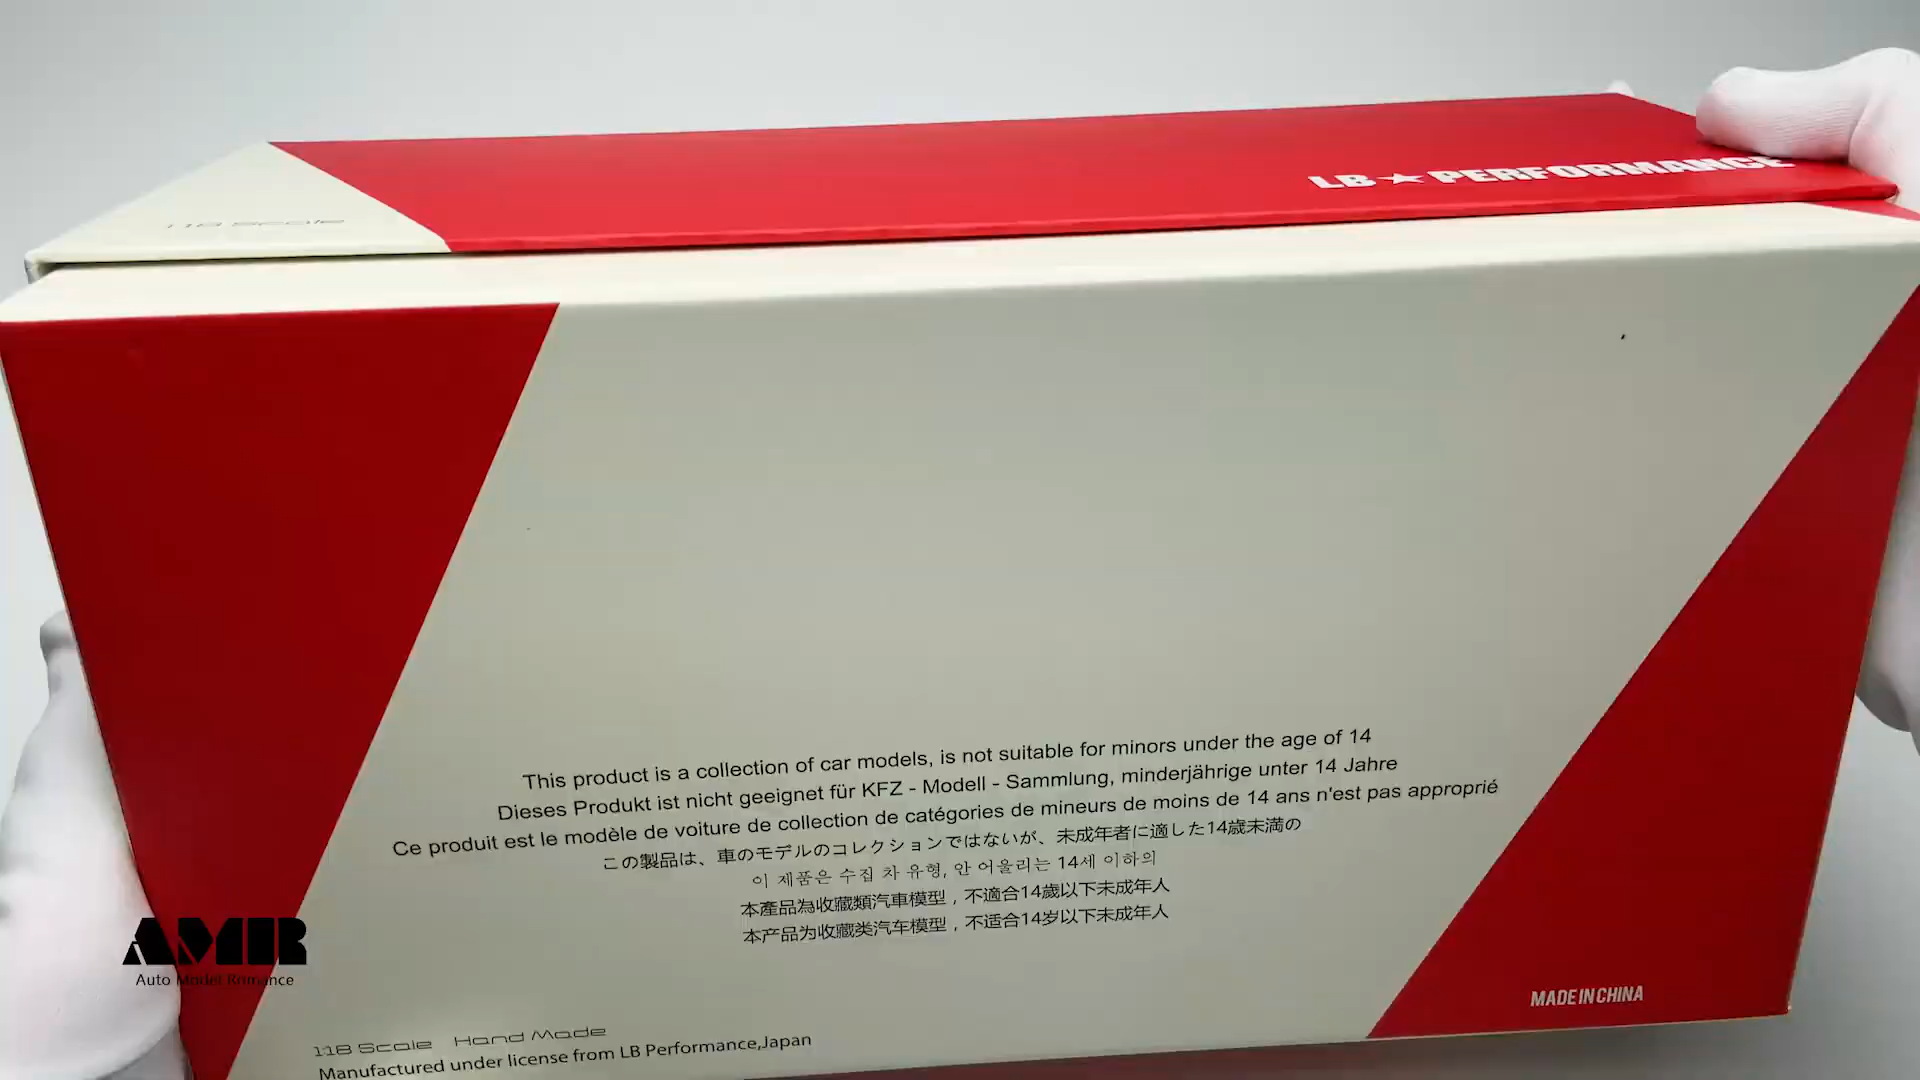 LB★PERFORMANCE
1:18 Scale
This product is a collection of car models, is not suitable for minors under the age of 14
Dieses Produkt ist nicht geeignet für KFZ - Modell - Sammlung, minderjährige unter 14 Jahre
Ce produit est le modèle de voiture de collection de catégories de mineurs de moins de 14 ans n'est pas approprié
この製品は、車のモデルのコレクションではないが、未成年者に適した14歳未満の
이 제품은 수집 차 유형, 안 어울리는 14세 이하의
本產品為收藏類汽車模型，不適合14歲以下未成年人
本产品为收藏类汽车模型，不适合14岁以下未成年人
AMR
Auto Model Rrimance
MADE IN CHINA
1:18 Scale Hand Made
Manufactured under license from LB Performance,Japan